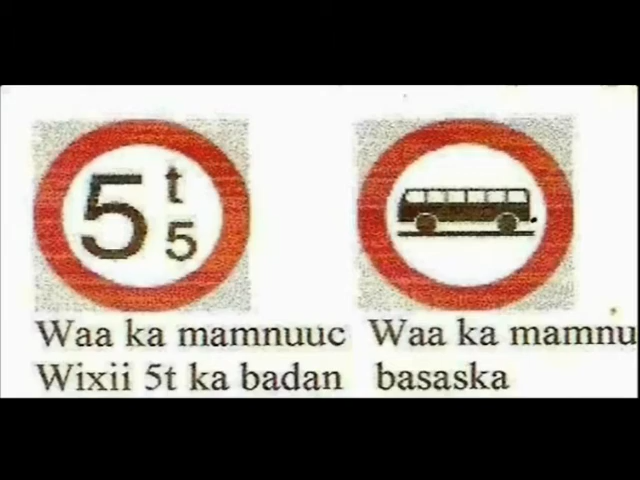 5 t 5
Waa ka mamnuuc
Wixii 5t ka badan
Waa ka mamnu
basaska